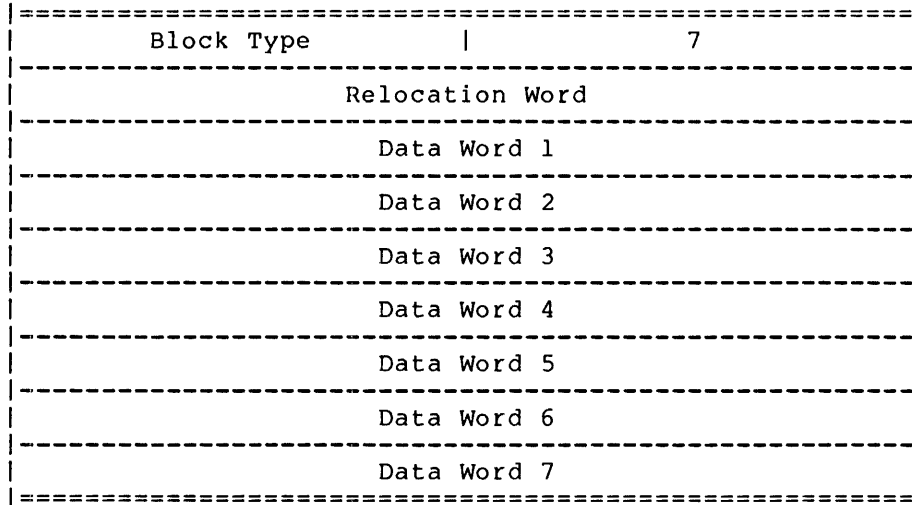 Block Type | 7
Relocation Word
Data Word 1
Data Word 2
Data Word 3
Data Word 4
Data Word 5
Data Word 6
Data Word 7